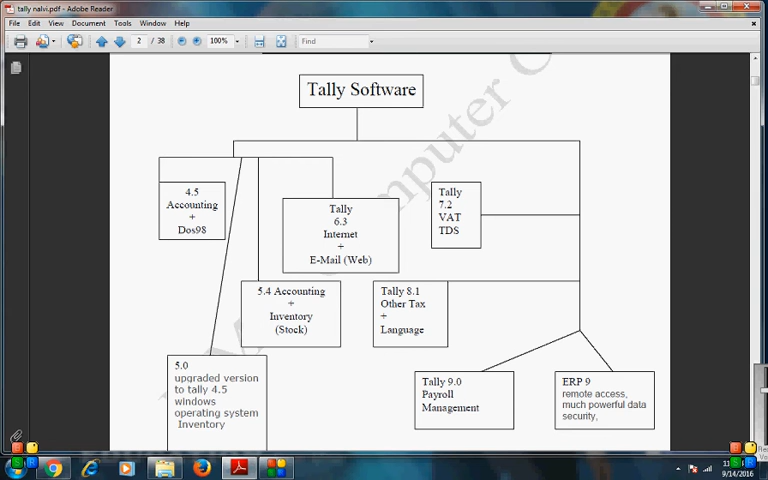 tally nalvi.pdf - Adobe Reader
File Edit View Document Tools Window Help
2 / 38 100% Find
Tally Software
4.5
Accounting
+
Dos98
Tally
6.3
Internet
+
E-Mail (Web)
Tally
7.2
VAT
TDS
5.4 Accounting
+
Inventory
(Stock)
Tally 8.1
Other Tax
+
Language
5.0
upgraded version
to tally 4.5
windows
operating system
Inventory
Tally 9.0
Payroll
Management
ERP 9
remote access,
much powerful data
security,
9/14/2016